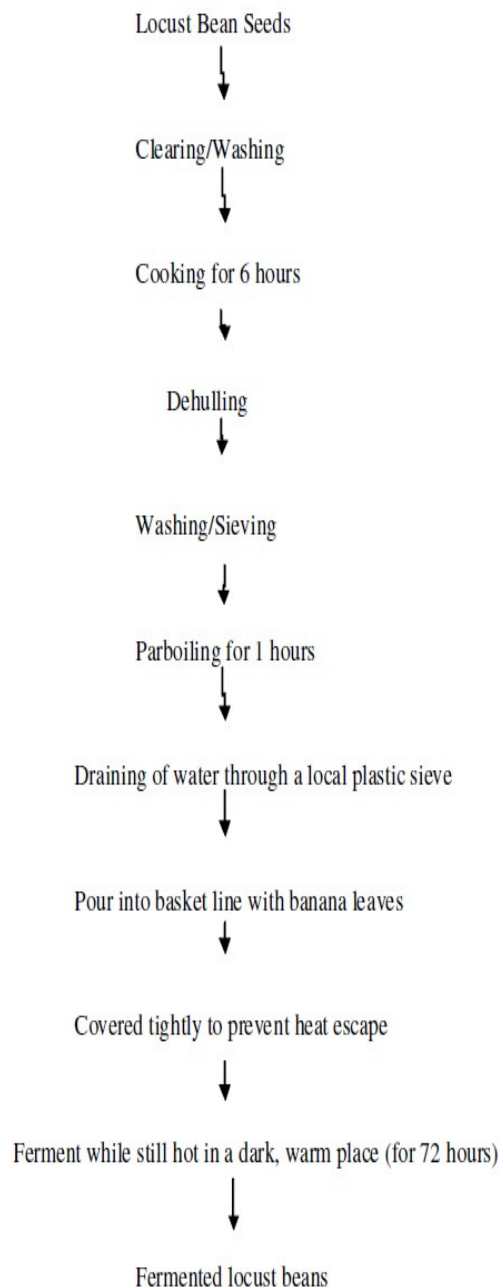 Locust Bean Seeds
Clearing/Washing
Cooking for 6 hours
Dehulling
Washing/Sieving
Parboiling for 1 hours
Draining of water through a local plastic sieve
Pour into basket line with banana leaves
Covered tightly to prevent heat escape
Ferment while still hot in a dark, warm place (for 72 hours)
Fermented locust beans